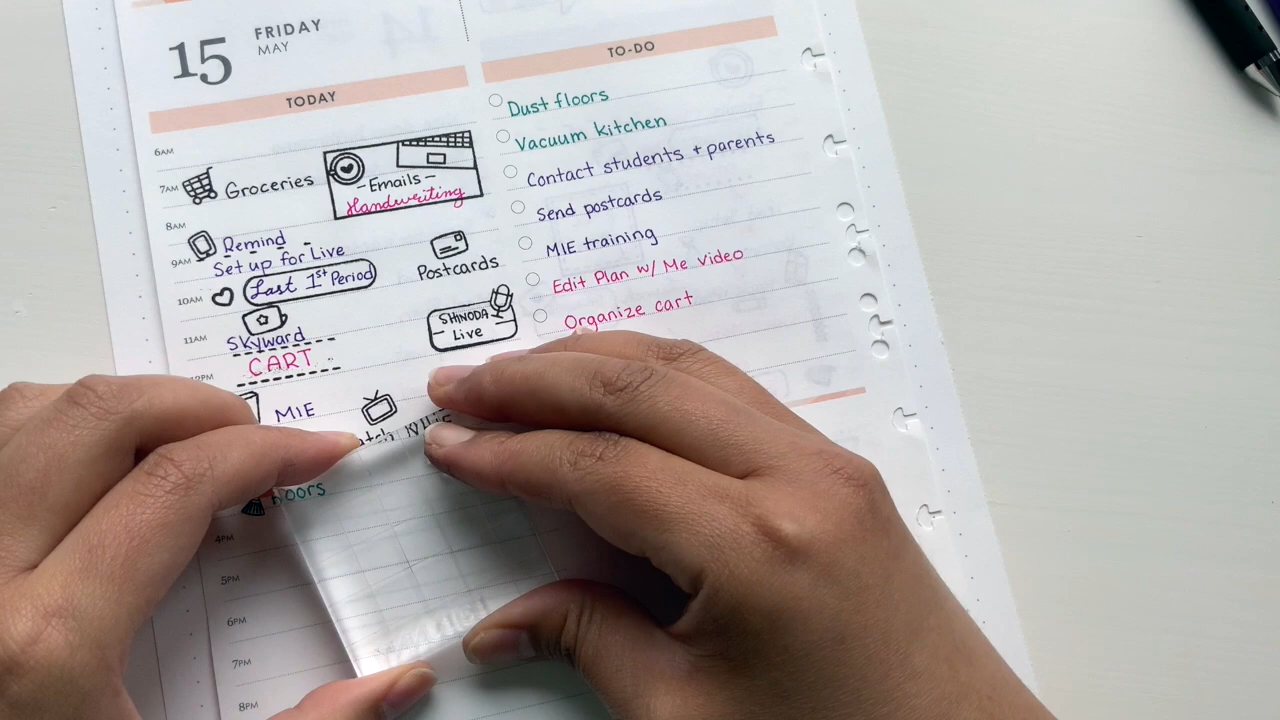 15
FRIDAY
MAY
TODAY
6AM
7AM
Groceries
- Emails -
Handwriting
8AM
Remind
9AM
Set up for Live
Postcards
10AM
Last 1st Period
11AM
Skyward
SHINODA
- Live -
CART
MIE
4PM
5PM
6PM
7PM
8PM
TO-DO
Dust floors
Vacuum kitchen
Contact students + parents
Send postcards
MIE training
Edit Plan w/ Me video
Organize cart